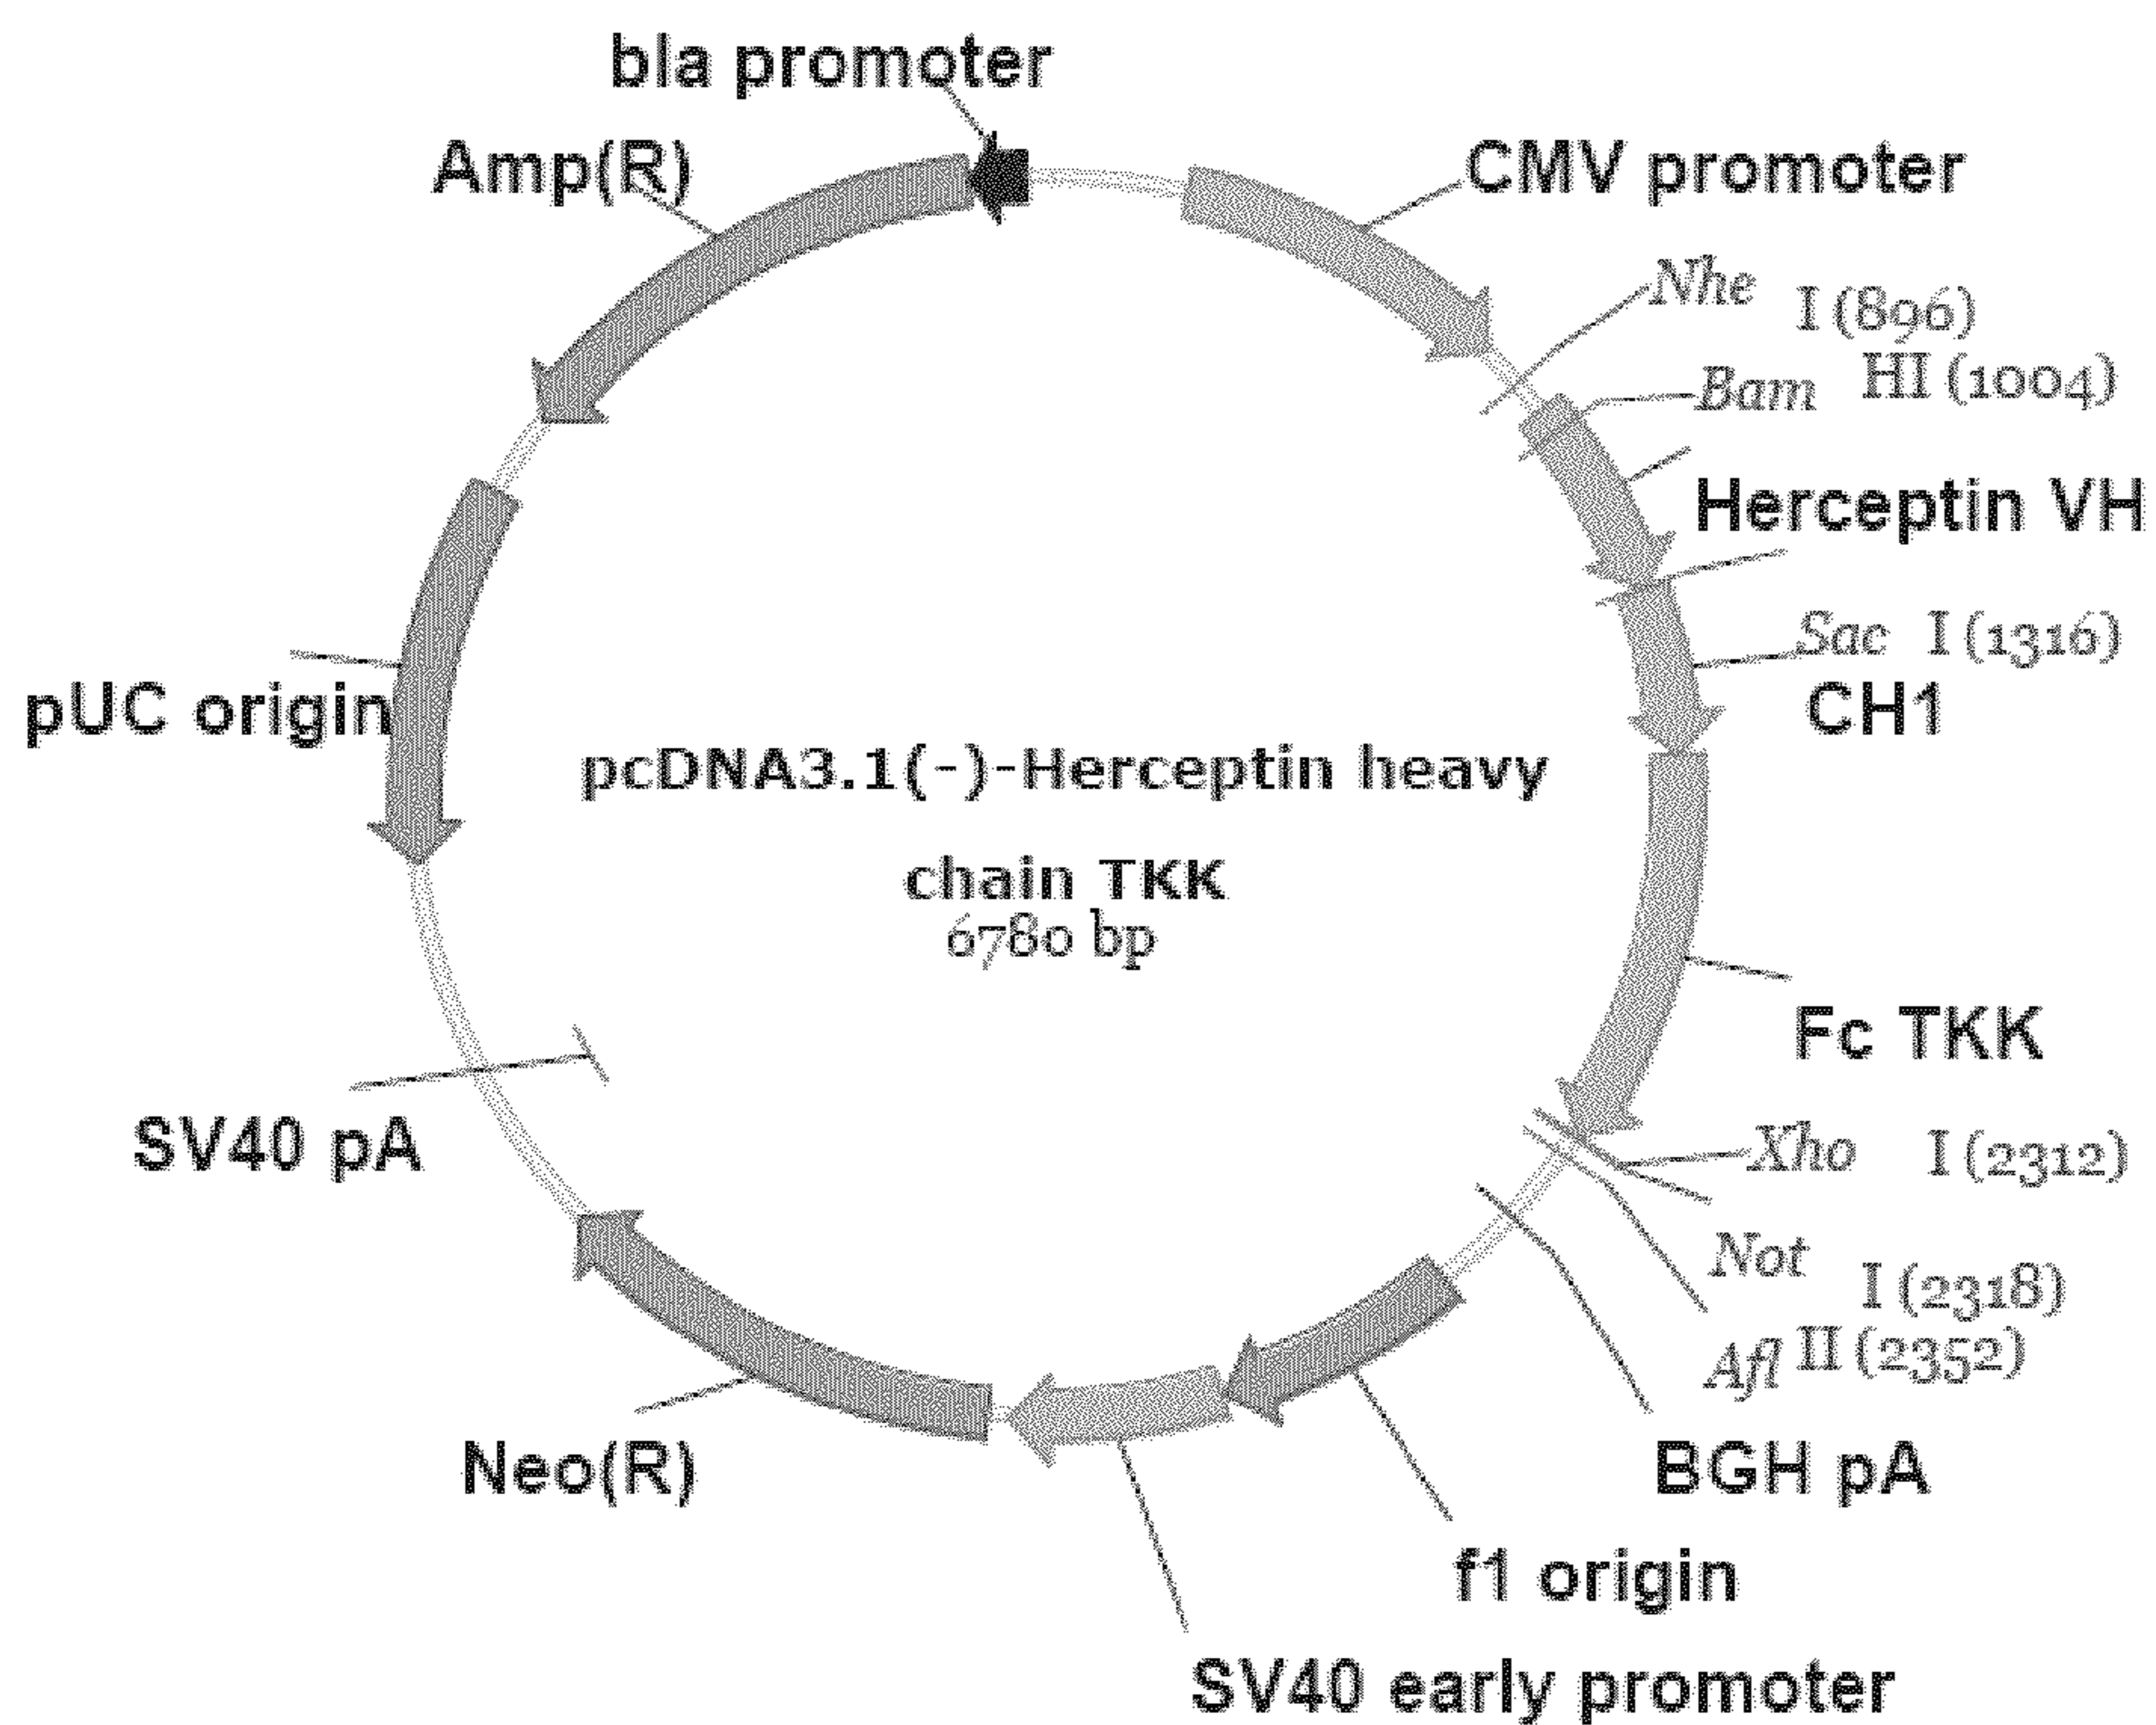 bla promoter
Amp(R)
CMV promoter
Nhe I (896)
Bam HI (1004)
Herceptin VH
Sac I (1316)
CH1
pUC origin
pcDNA3.1(-)-Herceptin heavy
chain TKK
6780 bp
Fc TKK
SV40 pA
Xho I (2312)
Not I (2318)
Afl II (2352)
Neo(R)
BGH pA
f1 origin
SV40 early promoter